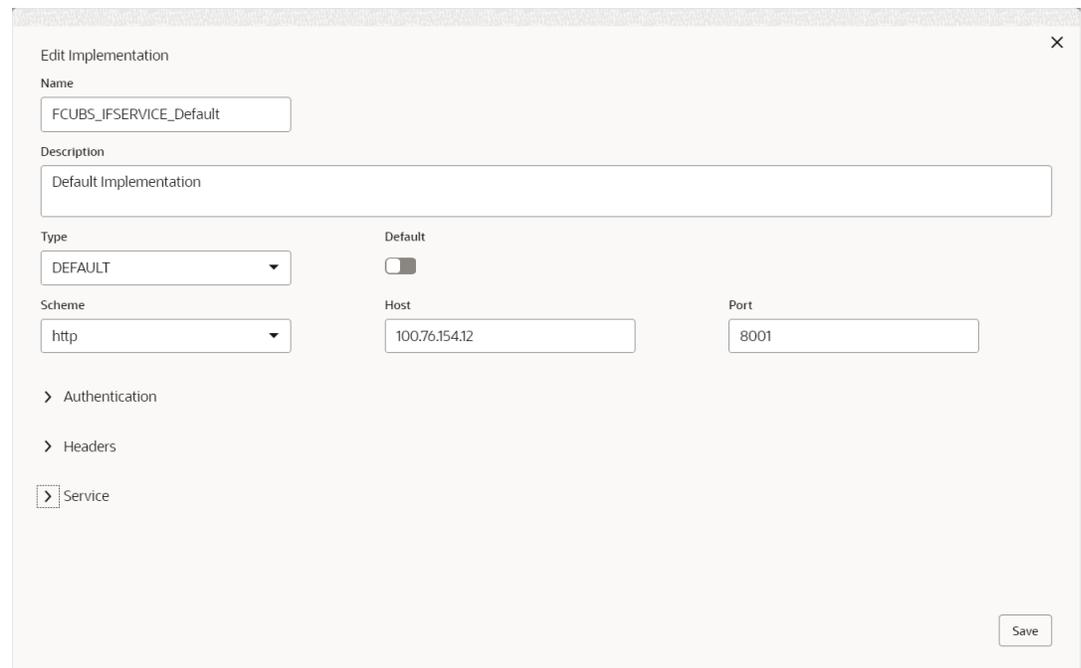 Edit Implementation
Name
FCUBS_IFSERVICE_Default
Description
Default Implementation
Type
Default
DEFAULT
Scheme
Host
Port
http
100.76.154.12
8001
Authentication
Headers
Service
Save